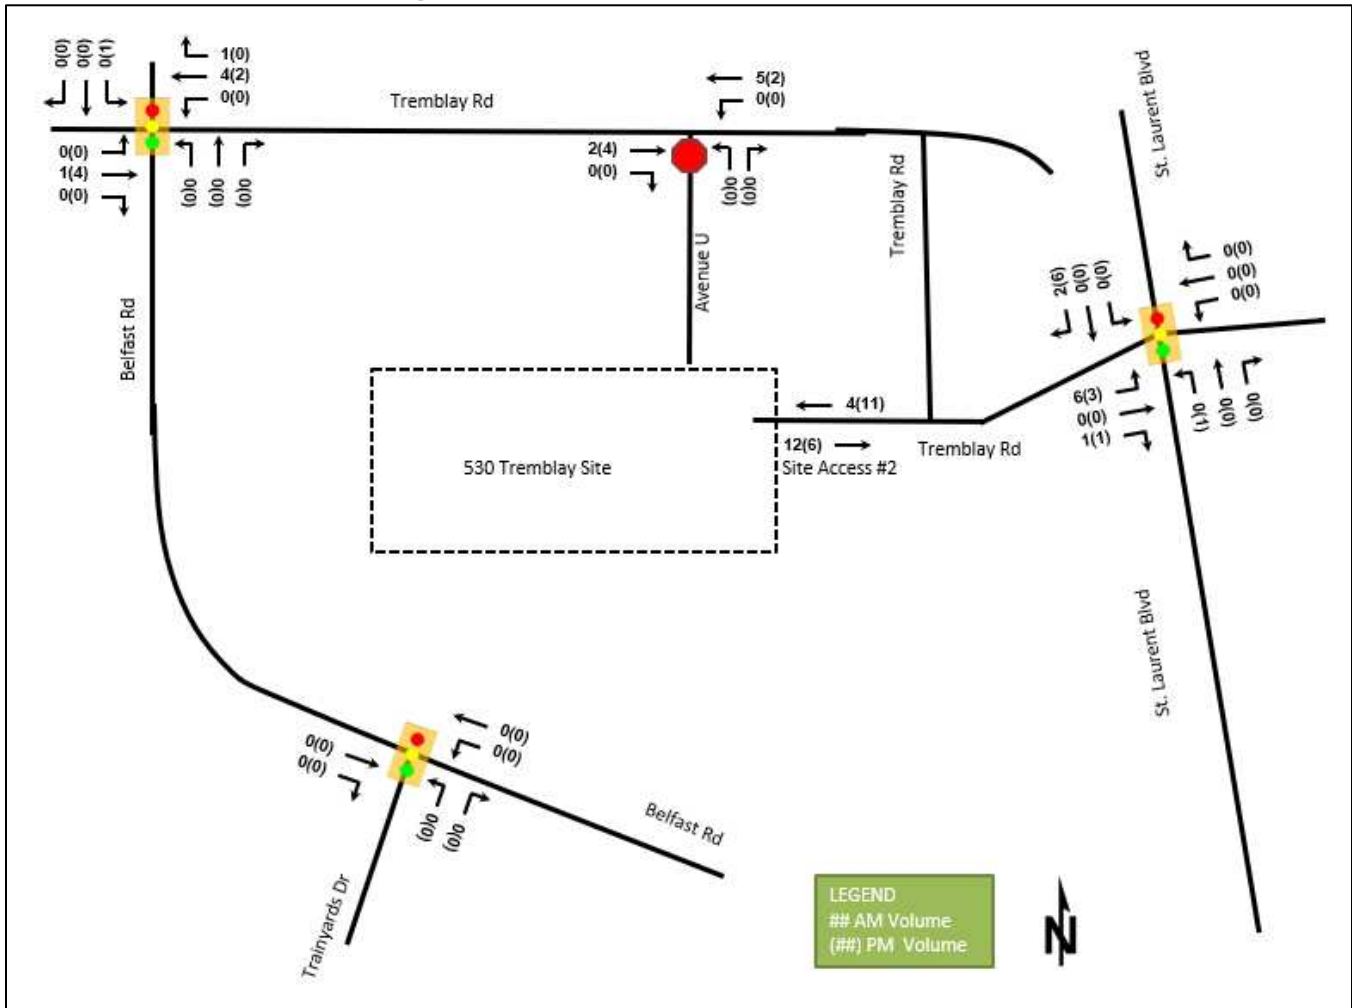 0(0)
0(0)
0(1)
1(0)
4(2)
0(0)
Tremblay Rd
5(2)
0(0)
St. Laurent Blvd
0(0)
1(4)
0(0)
0(0)
0(0)
0(0)
2(4)
0(0)
0(0)
0(0)
Tremblay Rd
Avenue U
Belfast Rd
2(6)
0(0)
0(0)
0(0)
0(0)
0(0)
6(3)
0(0)
1(1)
0(1)
0(0)
0(0)
4(11)
12(6)
Site Access #2
Tremblay Rd
530 Tremblay Site
St. Laurent Blvd
0(0)
0(0)
0(0)
0(0)
0(0)
0(0)
Belfast Rd
Trainyards Dr
LEGEND
## AM Volume
(##) PM Volume
N